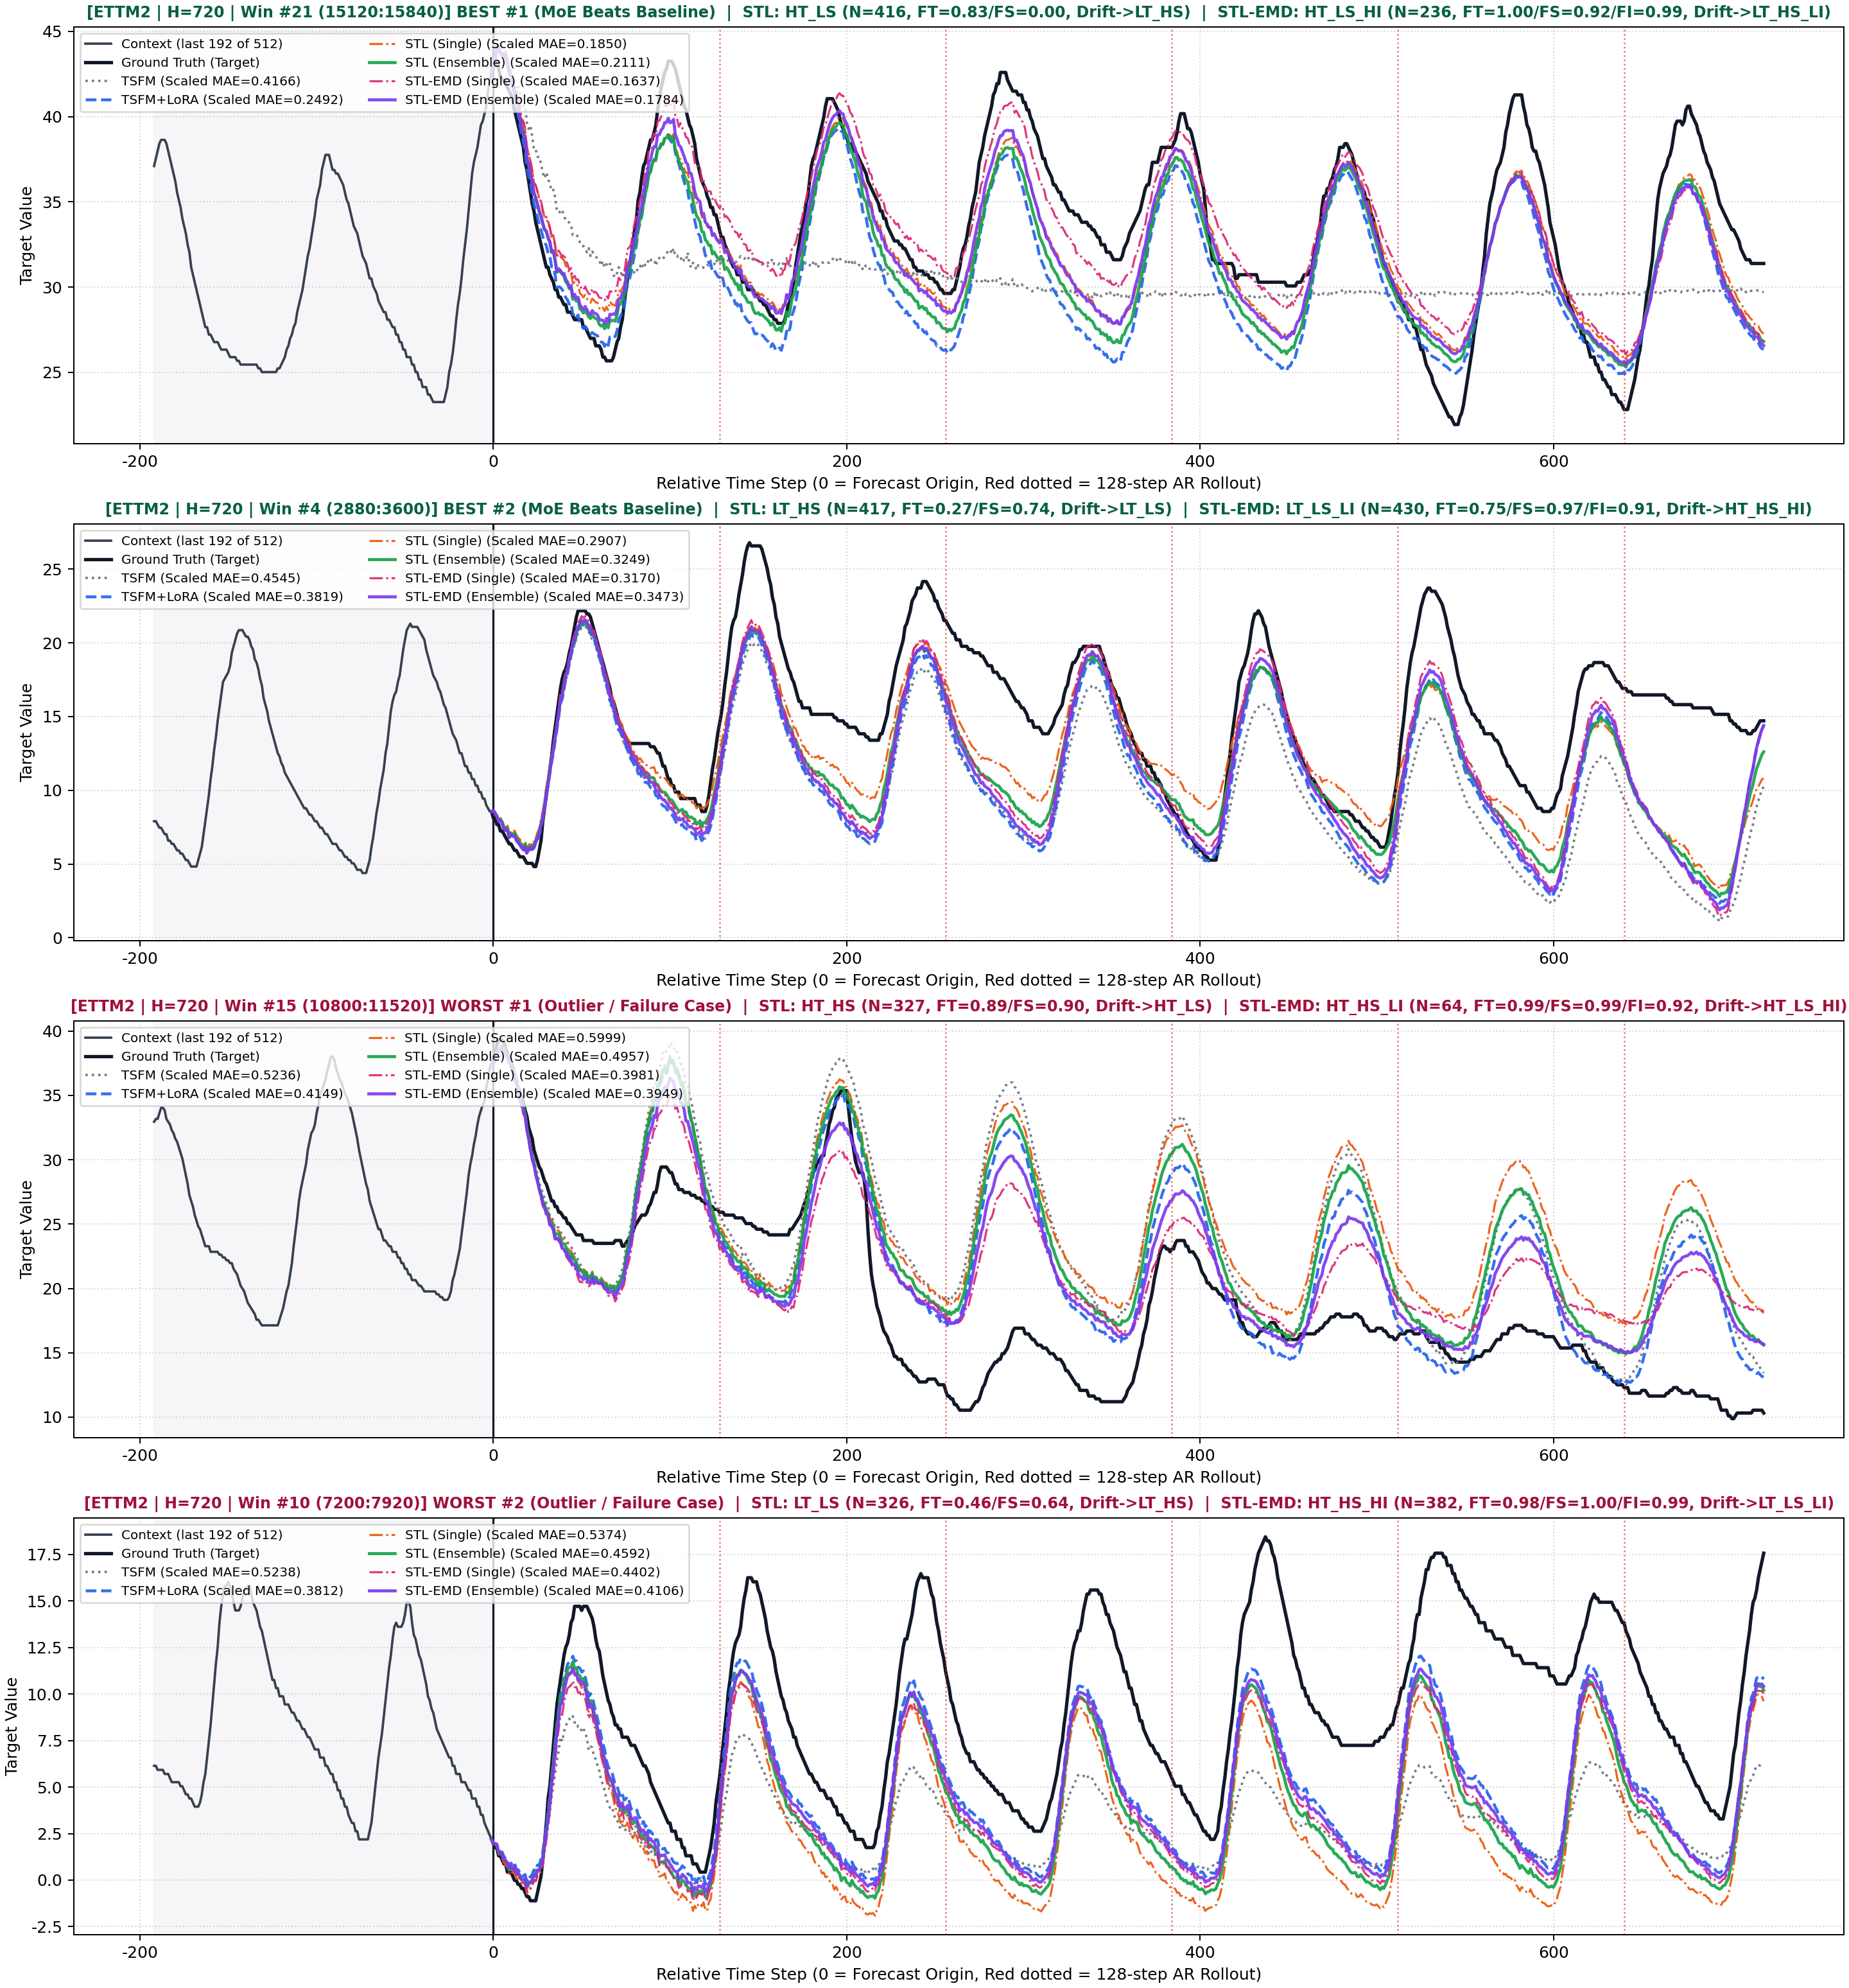 [ETTM2 | H=720 | Win #21 (15120:15840)] BEST #1 (MoE Beats Baseline) | STL: HT_LS (N=416, FT=0.83/FS=0.00, Drift->LT_HS) | STL-EMD: HT_LS_HI (N=236, FT=1.00/FS=0.92/FI=0.99, Drift->LT_HS_LI)
Context (last 192 of 512)
Ground Truth (Target)
TSFM (Scaled MAE=0.4166)
TSFM+LoRA (Scaled MAE=0.2492)
STL (Single) (Scaled MAE=0.1850)
STL (Ensemble) (Scaled MAE=0.2111)
STL-EMD (Single) (Scaled MAE=0.1637)
STL-EMD (Ensemble) (Scaled MAE=0.1784)
Target Value
45
40
35
30
25
-200 0 200 400 600
Relative Time Step (0 = Forecast Origin, Red dotted = 128-step AR Rollout)
[ETTM2 | H=720 | Win #4 (2880:3600)] BEST #2 (MoE Beats Baseline) | STL: LT_HS (N=417, FT=0.27/FS=0.74, Drift->LT_LS) | STL-EMD: LT_LS_LI (N=430, FT=0.75/FS=0.97/FI=0.91, Drift->HT_HS_HI)
Context (last 192 of 512)
Ground Truth (Target)
TSFM (Scaled MAE=0.4545)
TSFM+LoRA (Scaled MAE=0.3819)
STL (Single) (Scaled MAE=0.2907)
STL (Ensemble) (Scaled MAE=0.3249)
STL-EMD (Single) (Scaled MAE=0.3170)
STL-EMD (Ensemble) (Scaled MAE=0.3473)
Target Value
25
20
15
10
5
0
-200 0 200 400 600
Relative Time Step (0 = Forecast Origin, Red dotted = 128-step AR Rollout)
[ETTM2 | H=720 | Win #15 (10800:11520)] WORST #1 (Outlier / Failure Case) | STL: HT_HS (N=327, FT=0.89/FS=0.90, Drift->HT_LS) | STL-EMD: HT_HS_LI (N=64, FT=0.99/FS=0.99/FI=0.92, Drift->HT_LS_HI)
Context (last 192 of 512)
Ground Truth (Target)
TSFM (Scaled MAE=0.5236)
TSFM+LoRA (Scaled MAE=0.4149)
STL (Single) (Scaled MAE=0.5999)
STL (Ensemble) (Scaled MAE=0.4957)
STL-EMD (Single) (Scaled MAE=0.3981)
STL-EMD (Ensemble) (Scaled MAE=0.3949)
Target Value
40
35
30
25
20
15
10
-200 0 200 400 600
Relative Time Step (0 = Forecast Origin, Red dotted = 128-step AR Rollout)
[ETTM2 | H=720 | Win #10 (7200:7920)] WORST #2 (Outlier / Failure Case) | STL: LT_LS (N=326, FT=0.46/FS=0.64, Drift->LT_HS) | STL-EMD: HT_HS_HI (N=382, FT=0.98/FS=1.00/FI=0.99, Drift->LT_LS_LI)
Context (last 192 of 512)
Ground Truth (Target)
TSFM (Scaled MAE=0.5238)
TSFM+LoRA (Scaled MAE=0.3812)
STL (Single) (Scaled MAE=0.5374)
STL (Ensemble) (Scaled MAE=0.4592)
STL-EMD (Single) (Scaled MAE=0.4402)
STL-EMD (Ensemble) (Scaled MAE=0.4106)
Target Value
17.5
15.0
12.5
10.0
7.5
5.0
2.5
0.0
-2.5
-200 0 200 400 600
Relative Time Step (0 = Forecast Origin, Red dotted = 128-step AR Rollout)